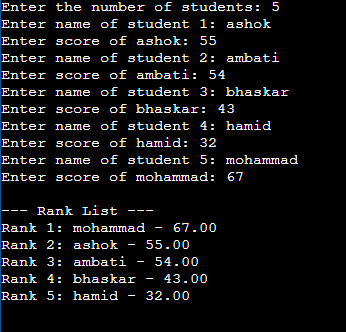 Enter the number of students: 5
Enter name of student 1: ashok
Enter score of ashok: 55
Enter name of student 2: ambati
Enter score of ambati: 54
Enter name of student 3: bhaskar
Enter score of bhaskar: 43
Enter name of student 4: hamid
Enter score of hamid: 32
Enter name of student 5: mohammad
Enter score of mohammad: 67

--- Rank List ---
Rank 1: mohammad - 67.00
Rank 2: ashok - 55.00
Rank 3: ambati - 54.00
Rank 4: bhaskar - 43.00
Rank 5: hamid - 32.00